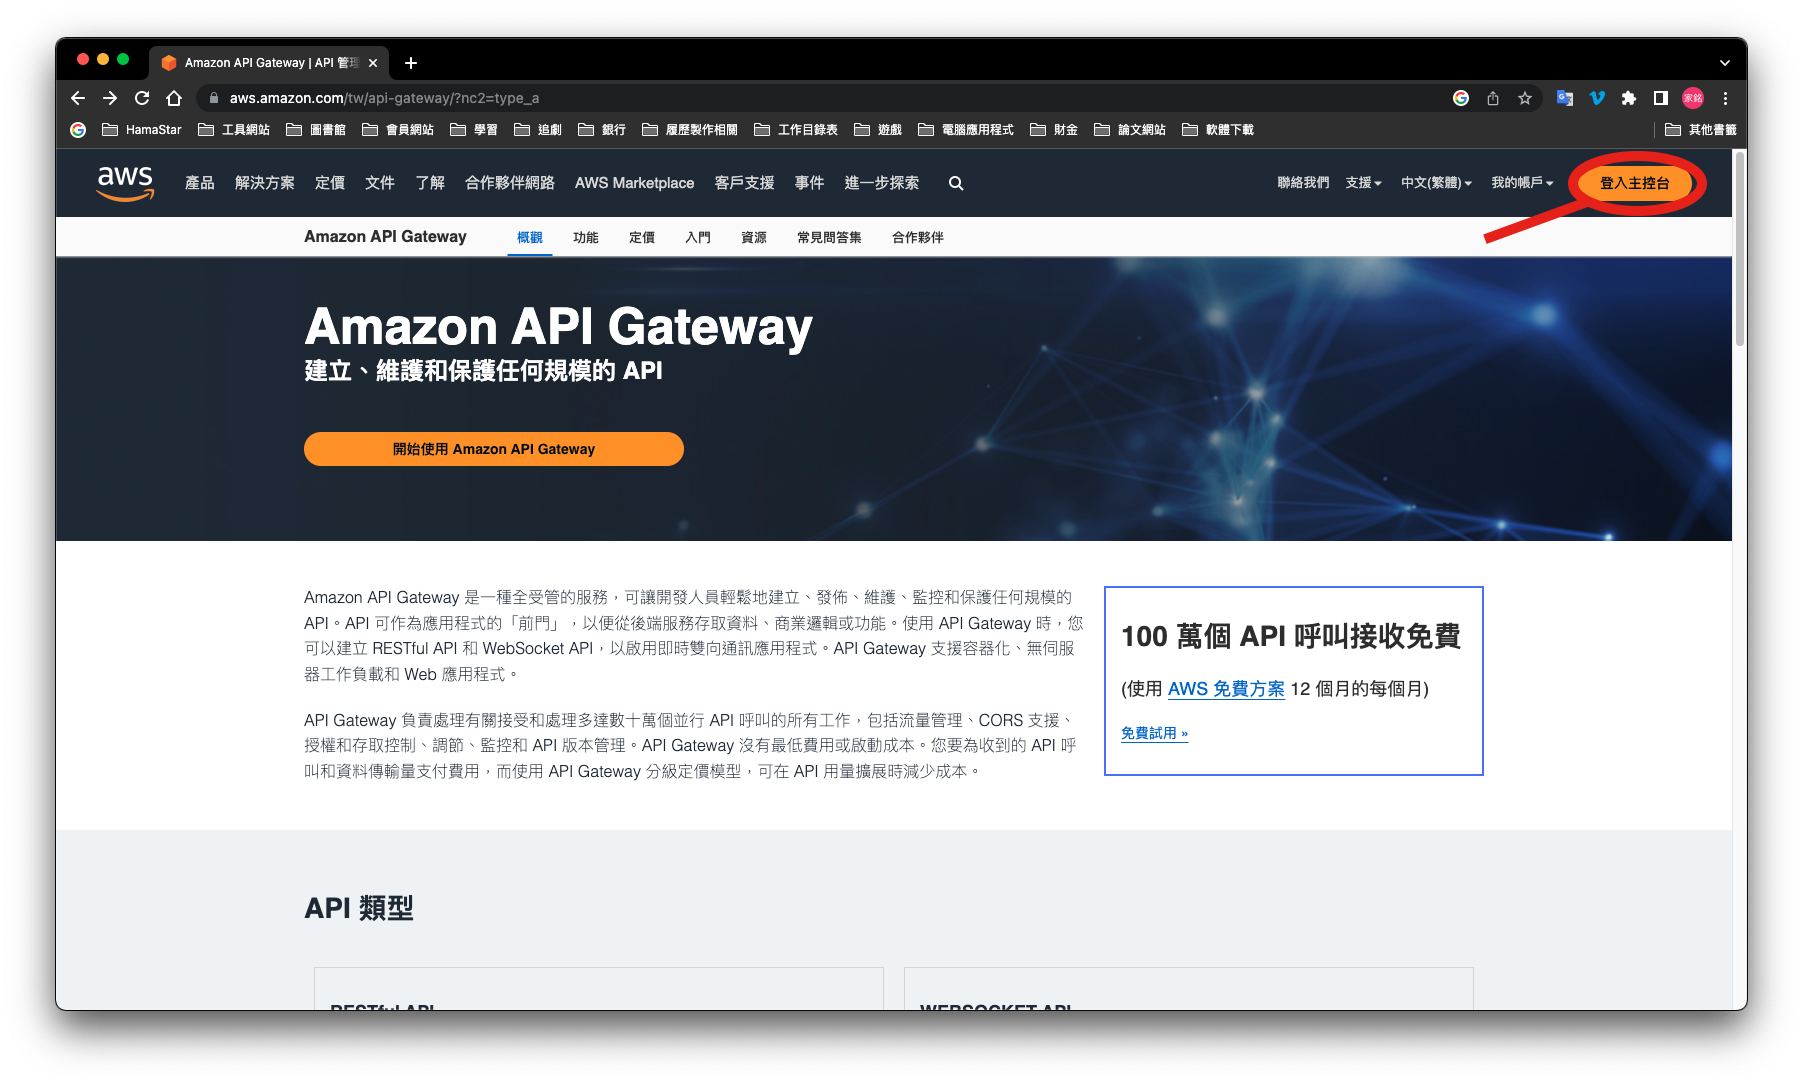 Amazon API Gateway | API 管理
aws.amazon.com/tw/api-gateway/?nc2=type_a
家銘
HamaStar 工具網站 圖書館 會員網站 學習 追劇 銀行 履歷製作相關 工作目錄表 遊戲 電腦應用程式 財金 論文網站 軟體下載 其他書籤
aws 產品 解決方案 定價 文件 了解 合作夥伴網路 AWS Marketplace 客戶支援 事件 進一步探索 聯絡我們 支援 中文(繁體) 我的帳戶 登入主控台
Amazon API Gateway 概觀 功能 定價 入門 資源 常見問答集 合作夥伴
Amazon API Gateway
建立、維護和保護任何規模的 API
開始使用 Amazon API Gateway
Amazon API Gateway 是一種全受管的服務，可讓開發人員輕鬆地建立、發佈、維護、監控和保護任何規模的
API。API 可作為應用程式的「前門」，以便從後端服務存取資料、商業邏輯或功能。使用 API Gateway 時，您
可以建立 RESTful API 和 WebSocket API，以啟用即時雙向通訊應用程式。API Gateway 支援容器化、無伺服
器工作負載和 Web 應用程式。
API Gateway 負責處理有關接受和處理多達數十萬個並行 API 呼叫的所有工作，包括流量管理、CORS 支援、
授權和存取控制、調節、監控和 API 版本管理。API Gateway 沒有最低費用或啟動成本。您要為收到的 API 呼
叫和資料傳輸量支付費用，而使用 API Gateway 分級定價模型，可在 API 用量擴展時減少成本。
100 萬個 API 呼叫接收免費
(使用 AWS 免費方案 12 個月的每個月)
免費試用 »
API 類型
RESTful API
WEBSOCKET API